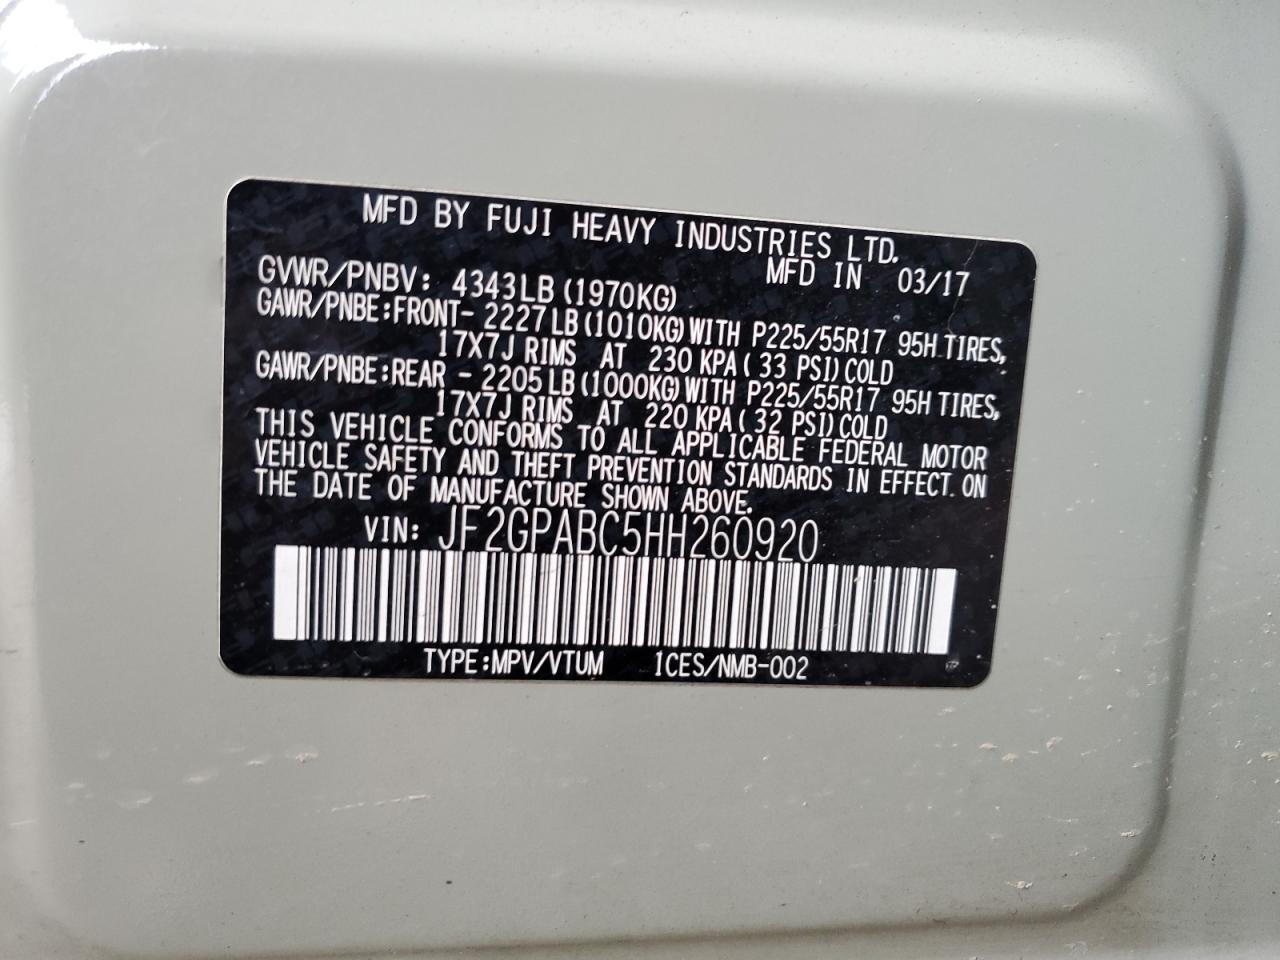 MFD BY FUJI HEAVY INDUSTRIES LTD.
MFD IN 03/17
GVWR/PNBV: 4343LB (1970KG)
GAWR/PNBE:FRONT- 2227LB(1010KG)WITH P225/55R17 95H TIRES,
17X7J RIMS AT 230 KPA( 33 PSI)COLD
GAWR/PNBE:REAR - 2205LB(1000KG)WITH P225/55R17 95H TIRES,
17X7J RIMS AT 220 KPA( 32 PSI)COLD
THIS VEHICLE CONFORMS TO ALL APPLICABLE FEDERAL MOTOR
VEHICLE SAFETY AND THEFT PREVENTION STANDARDS IN EFFECT ON
THE DATE OF MANUFACTURE SHOWN ABOVE.
VIN: JF2GPABC5HH260920
TYPE:MPV/VTUM 1CES/NMB-002